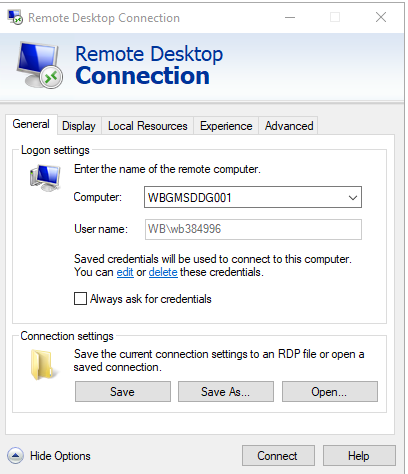 Remote Desktop Connection
Remote Desktop
Connection
General Display Local Resources Experience Advanced
Logon settings
Enter the name of the remote computer.
Computer: WBGMSDDG001
User name: WB\wb384996
Saved credentials will be used to connect to this computer.
You can edit or delete these credentials.
Always ask for credentials
Connection settings
Save the current connection settings to an RDP file or open a
saved connection.
Save Save As... Open...
Hide Options Connect Help